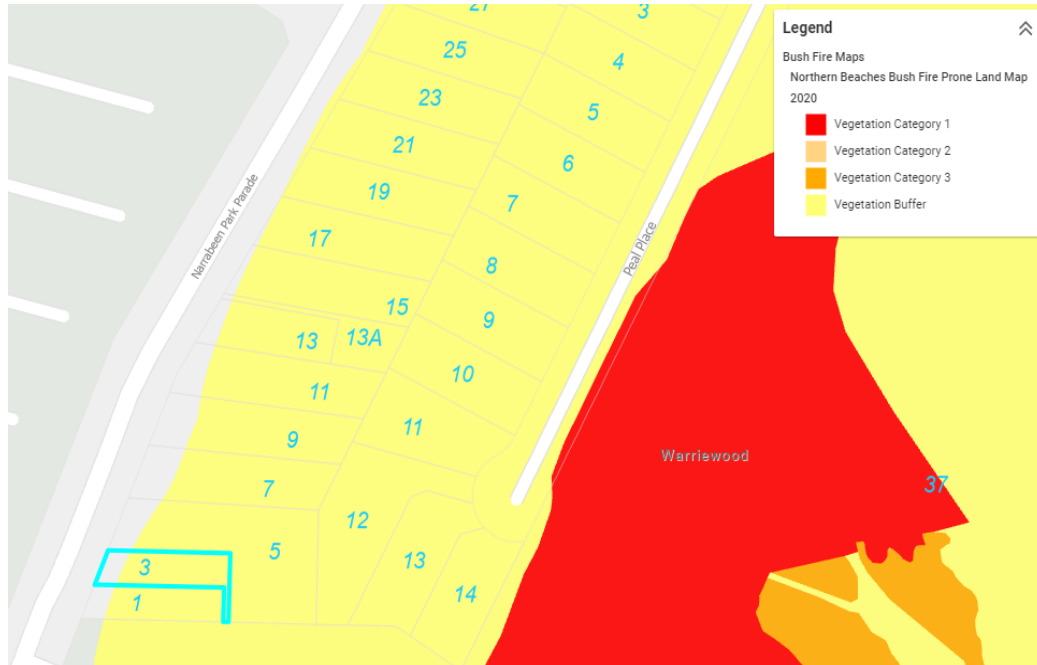 Legend
Bush Fire Maps
Northern Beaches Bush Fire Prone Land Map
2020
Vegetation Category 1
Vegetation Category 2
Vegetation Category 3
Vegetation Buffer
27
3
25
4
23
5
21
6
19
7
Narrabeen Park Parade
17
Peal Place
8
15
9
13
13A
10
11
11
9
Warriewood
7
37
12
5
13
3
14
1